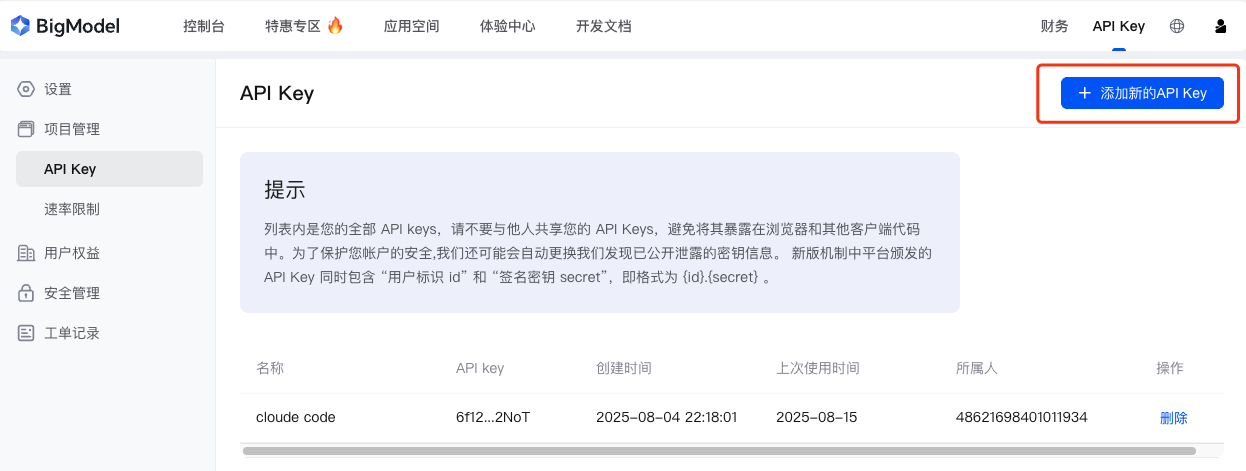 BigModel 控制台 特惠专区 应用空间 体验中心 开发文档 财务 API Key
设置
项目管理
API Key
速率限制
用户权益
安全管理
工单记录
API Key
+ 添加新的API Key
提示
列表内是您的全部 API keys，请不要与他人共享您的 API Keys，避免将其暴露在浏览器和其他客户端代码
中。为了保护您帐户的安全,我们还可能会自动更换我们发现已公开泄露的密钥信息。 新版机制中平台颁发的
API Key 同时包含 “用户标识 id” 和 “签名密钥 secret”，即格式为 {id}.{secret} 。
名称 API key 创建时间 上次使用时间 所属人 操作
cloude code 6f12...2NoT 2025-08-04 22:18:01 2025-08-15 48621698401011934 删除